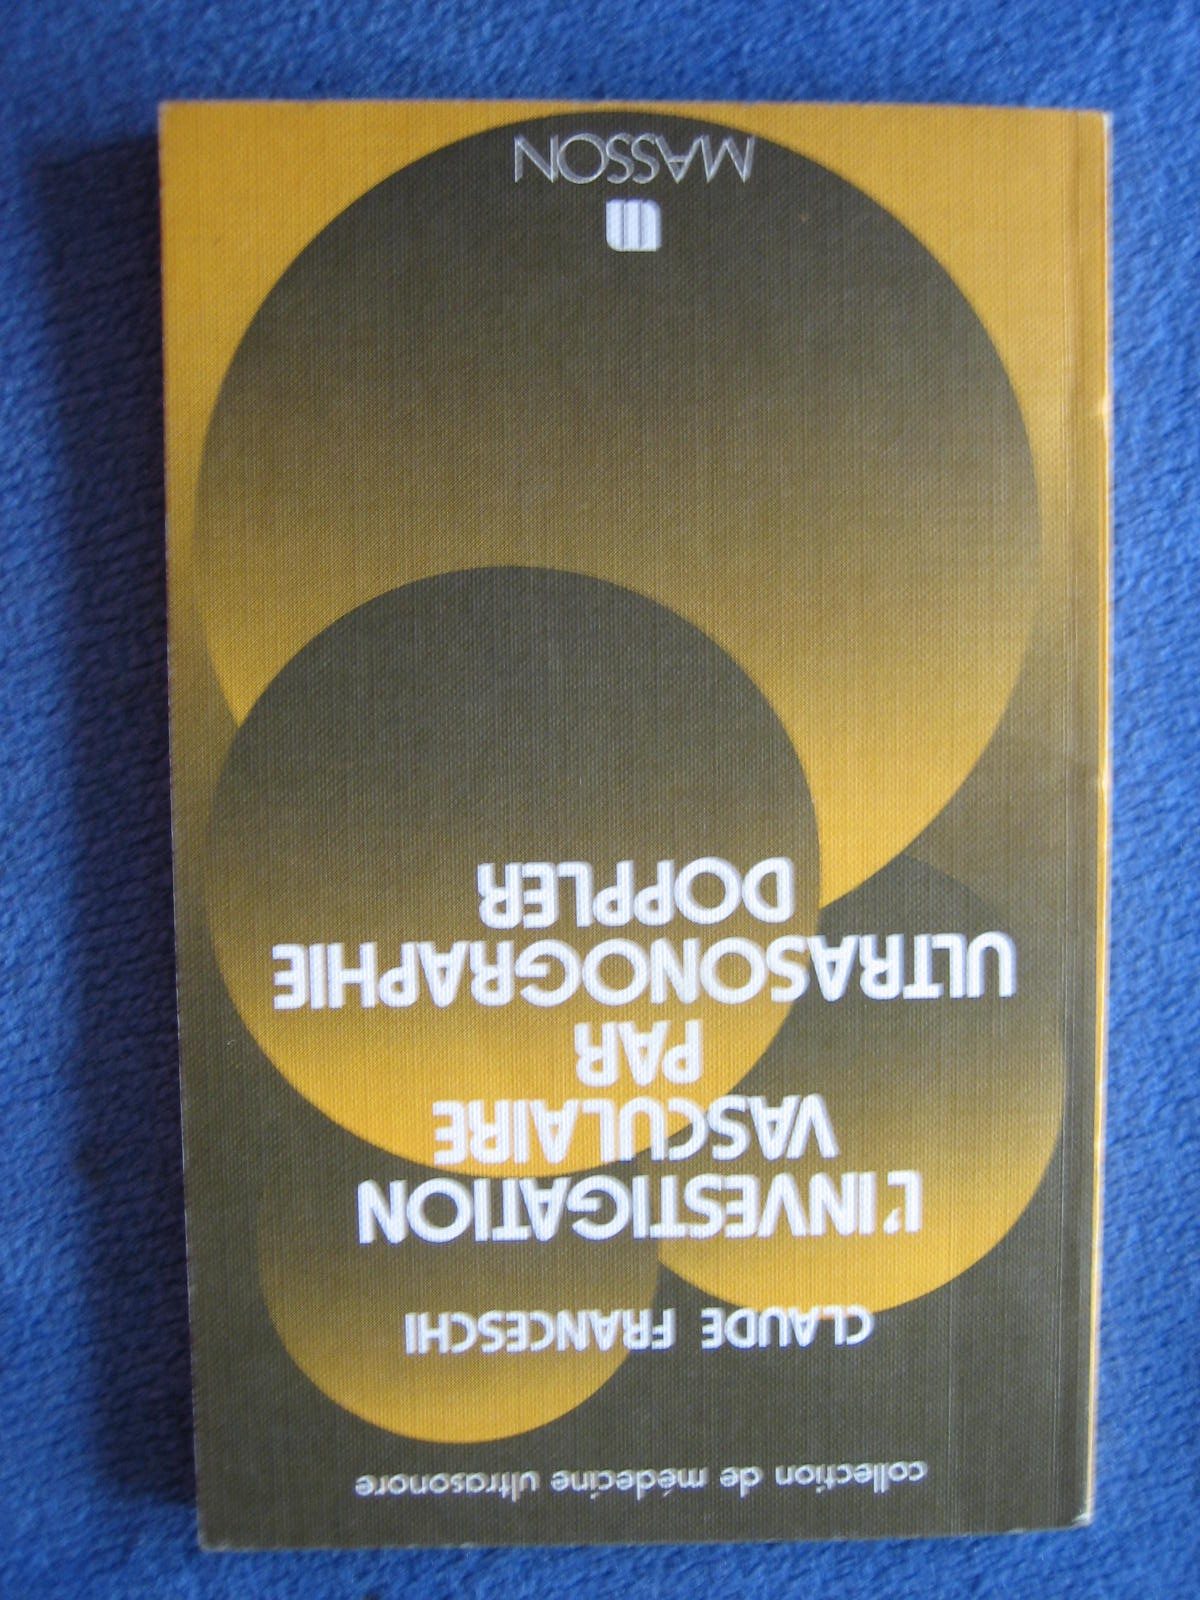 collection de médecine ultrasonore
CLAUDE FRANCESCHI
L'INVESTIGATION
VASCULAIRE
PAR
ULTRASONOGRAPHIE
DOPPLER
m
MASSON